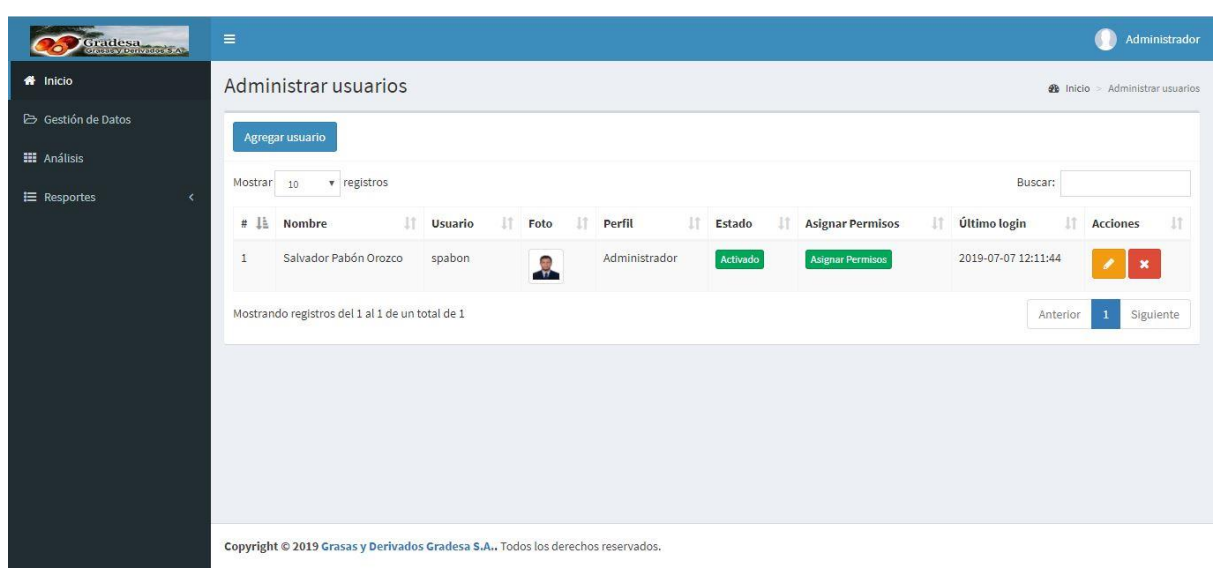 Gradesa
Grasas y Derivados S.A.
Administrador
Inicio
Gestión de Datos
Análisis
Resportes
Administrar usuarios
Inicio > Administrar usuarios
Agregar usuario
Mostrar 10 registros
Buscar:
# Nombre Usuario Foto Perfil Estado Asignar Permisos Último login Acciones
1 Salvador Pabón Orozco spabon Administrador Activado Asignar Permisos 2019-07-07 12:11:44
Mostrando registros del 1 al 1 de un total de 1
Anterior 1 Siguiente
Copyright © 2019 Grasas y Derivados Gradesa S.A.. Todos los derechos reservados.